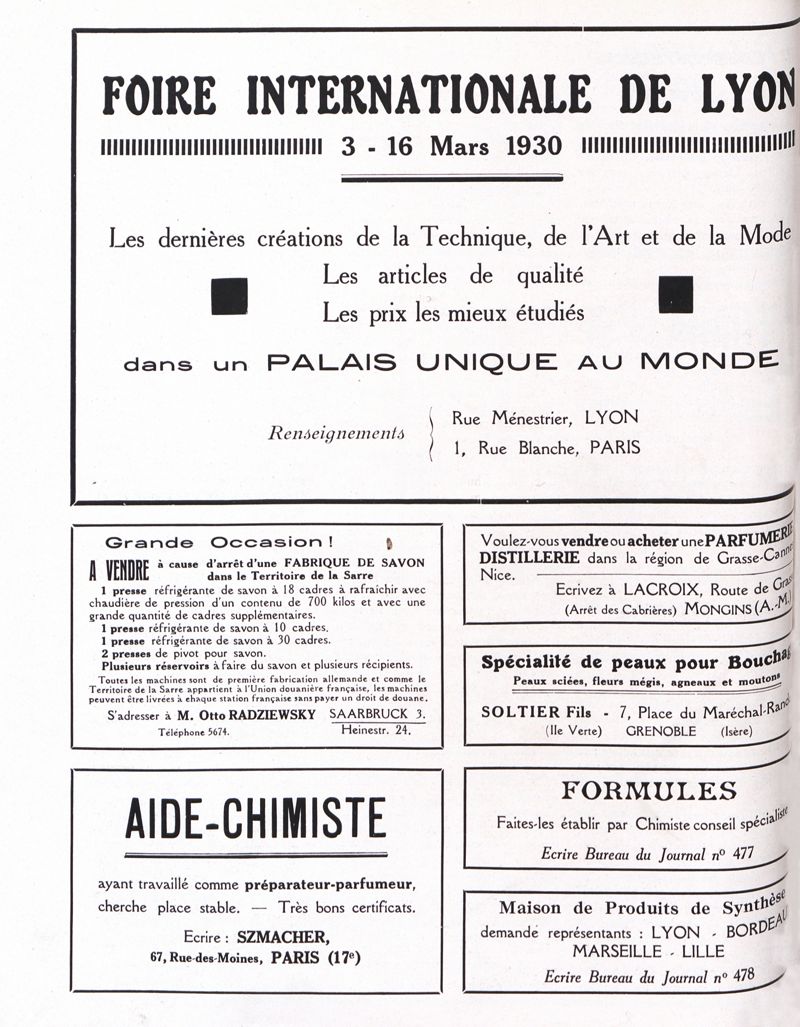 FOIRE INTERNATIONALE DE LYON
3 - 16 Mars 1930
Les dernières créations de la Technique, de l'Art et de la Mode
Les articles de qualité
Les prix les mieux étudiés
dans un PALAIS UNIQUE AU MONDE
Renseignements
Rue Ménestrier, LYON
1, Rue Blanche, PARIS
Grande Occasion !
A VENDRE à cause d'arrêt d'une FABRIQUE DE SAVON
dans le Territoire de la Sarre
1 presse réfrigérante de savon à 18 cadres à rafraîchir avec
chaudière de pression d'un contenu de 700 kilos et avec une
grande quantité de cadres supplémentaires.
1 presse réfrigérante de savon à 10 cadres.
1 presse réfrigérante de savon à 30 cadres.
2 presses de pivot pour savon.
Plusieurs réservoirs à faire du savon et plusieurs récipients.
Toutes les machines sont de première fabrication allemande et comme le
Territoire de la Sarre appartient à l'Union douanière française, les machines
peuvent être livrées à chaque station française sans payer un droit de douane.
S'adresser à M. Otto RADZIEWSKY SAARBRUCK 3.
Téléphone 5674. Heinestr. 24.
AIDE-CHIMISTE
ayant travaillé comme préparateur-parfumeur,
cherche place stable. — Très bons certificats.
Ecrire : SZMACHER,
67, Rue-des-Moines, PARIS (17e)
Voulez-vous vendre ou acheter une PARFUMERIE
DISTILLERIE dans la région de Grasse-Cannes
Nice.
Ecrivez à LACROIX, Route de
(Arrêt des Cabrières) MONGINS (A.-M.)
Spécialité de peaux pour
Peaux sciées, fleurs mégis, agneaux et moutons
SOLTIER Fils - 7, Place du
(Ile Verte) GRENOBLE (Isère)
FORMULES
Faites-les établir par Chimiste conseil spécialiste
Ecrire Bureau du Journal nº 477
Maison de Produits de Synthèse
demande représentants : LYON - BORDEAU
MARSEILLE - LILLE
Ecrire Bureau du Journal nº 478